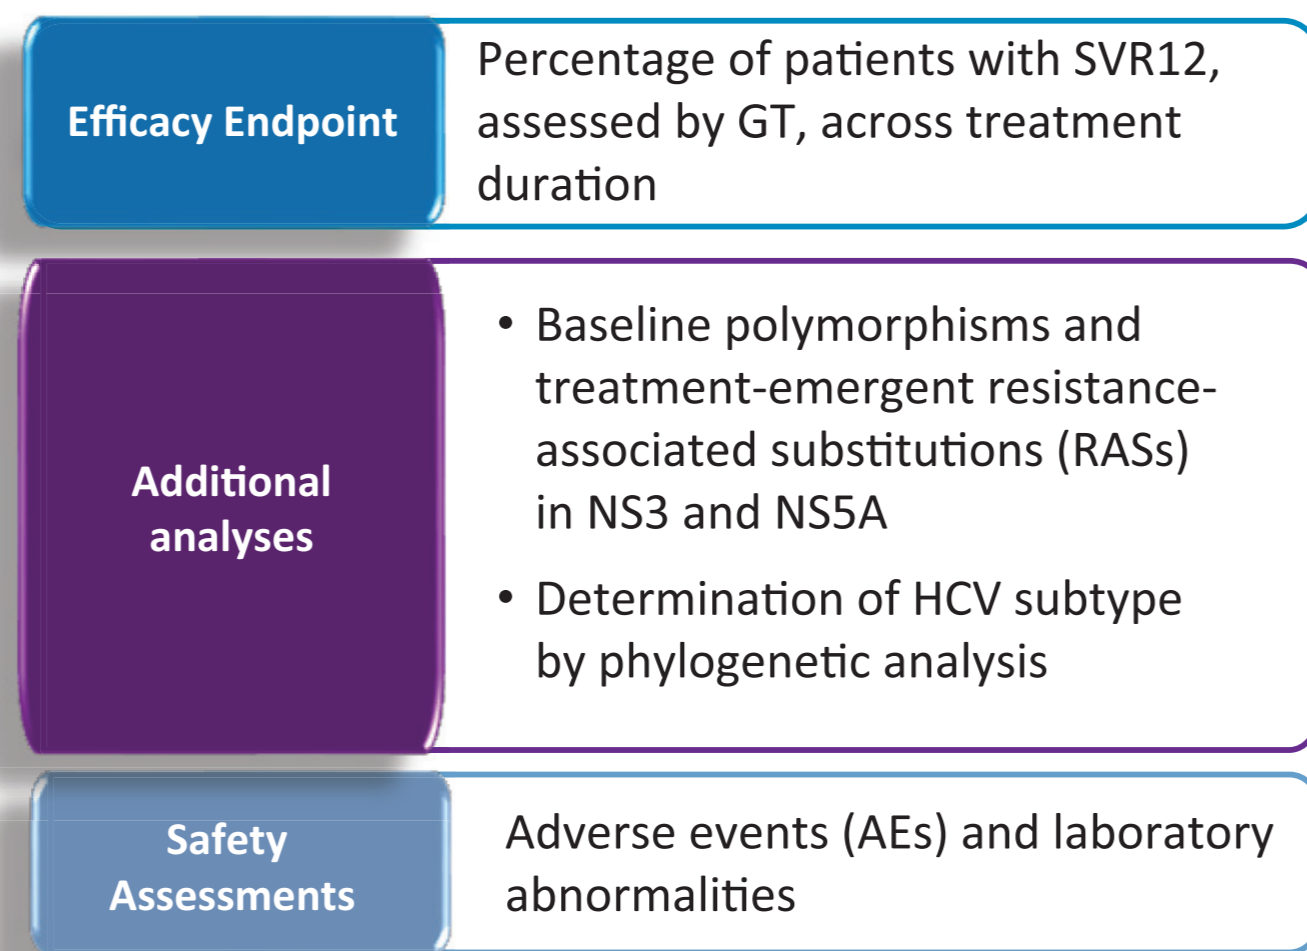 Efficacy Endpoint
Percentage of patients with SVR12,
assessed by GT, across treatment
duration
Additional
analyses
• Baseline polymorphisms and
treatment-emergent resistance-
associated substitutions (RASs)
in NS3 and NS5A
• Determination of HCV subtype
by phylogenetic analysis
Safety
Assessments
Adverse events (AEs) and laboratory
abnormalities